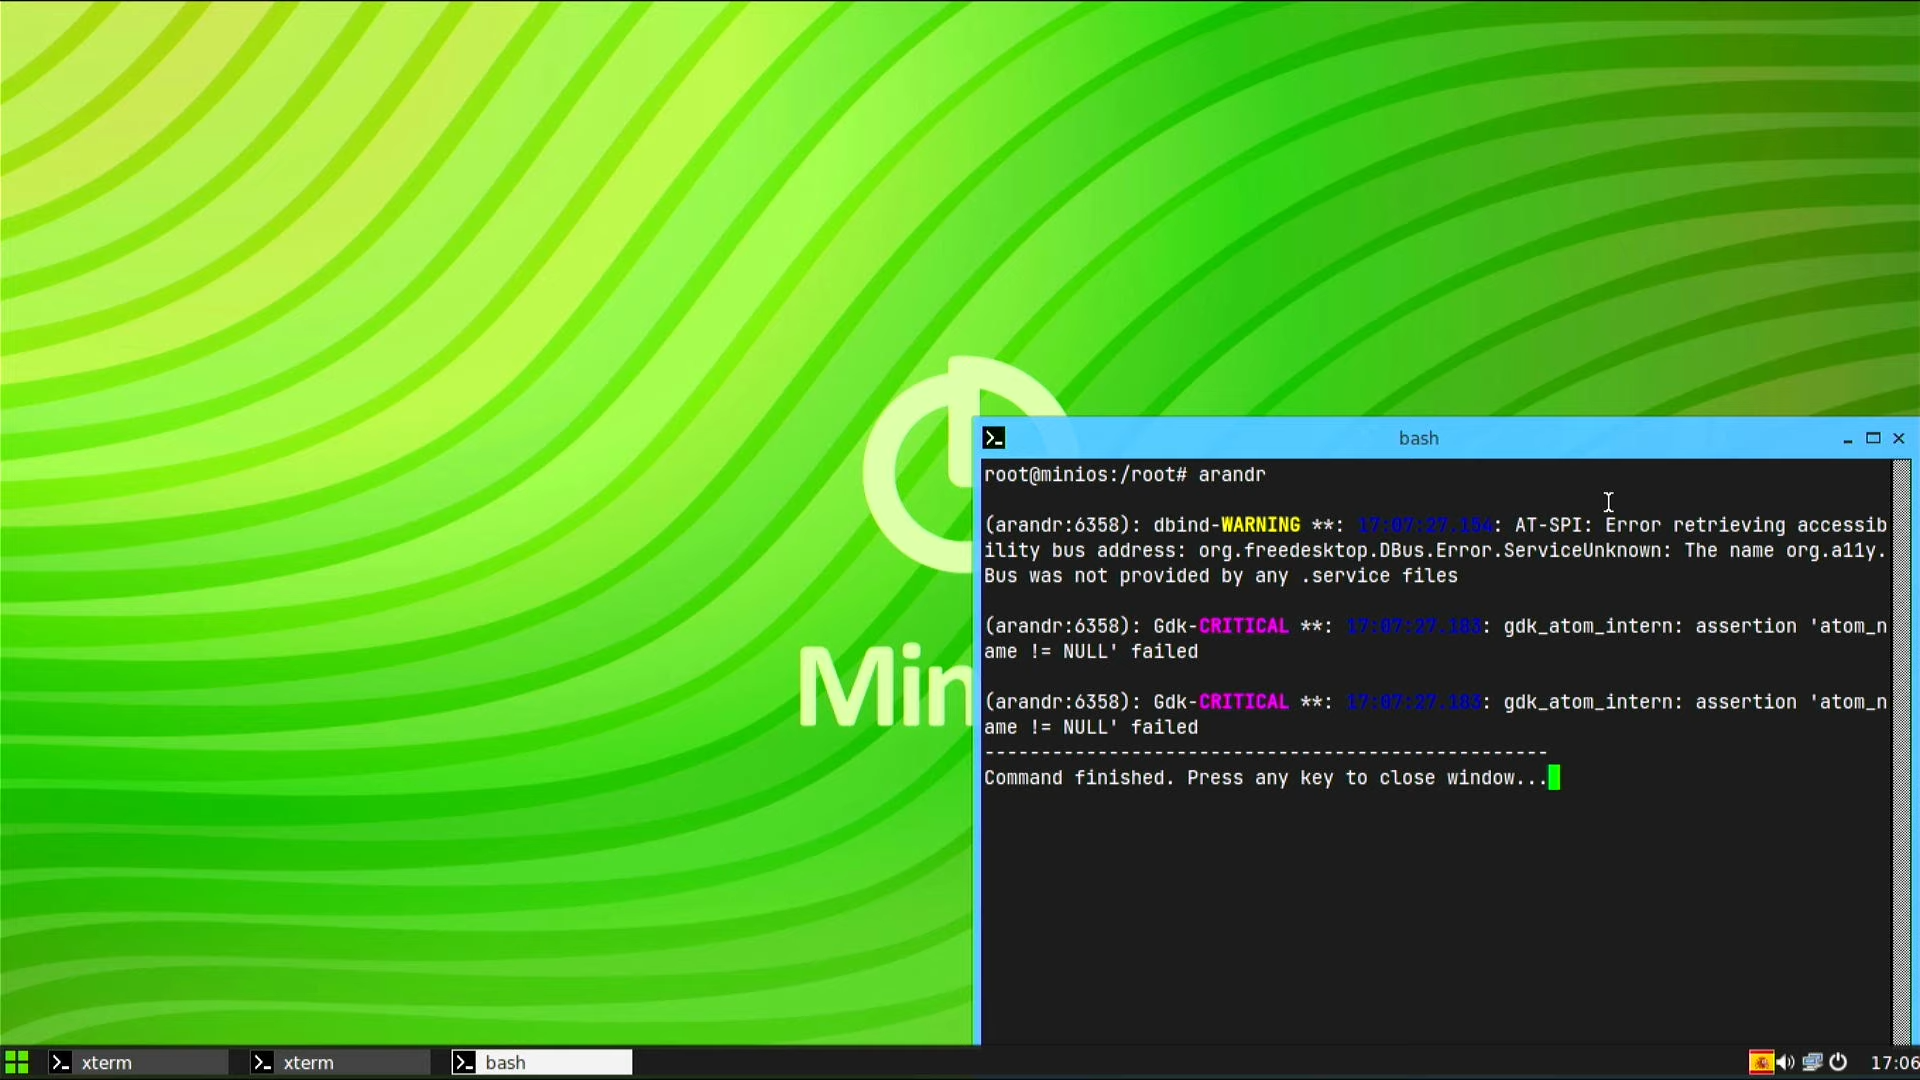 Min
bash
root@minios:/root# arandr
(arandr:6358): dbind-WARNING **: 17:07:27.154: AT-SPI: Error retrieving accessib
ility bus address: org.freedesktop.DBus.Error.ServiceUnknown: The name org.a11y.
Bus was not provided by any .service files
(arandr:6358): Gdk-CRITICAL **: 17:07:27.183: gdk_atom_intern: assertion 'atom_n
ame != NULL' failed
(arandr:6358): Gdk-CRITICAL **: 17:07:27.183: gdk_atom_intern: assertion 'atom_n
ame != NULL' failed
--------------------------------------------------
Command finished. Press any key to close window...
xterm
xterm
bash
17:06